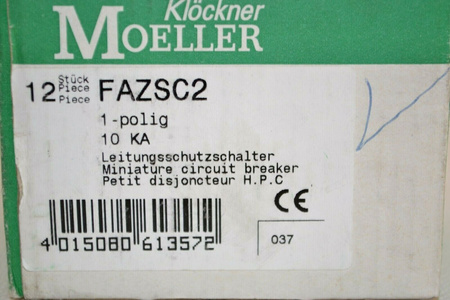 Klöckner
MOELLER
12 Stück Piece Piece FAZSC2
1-polig
10 KA
Leitungsschutzschalter
Miniature circuit breaker
Petit disjoncteur H.P.C
CE
4 015080 613572
037